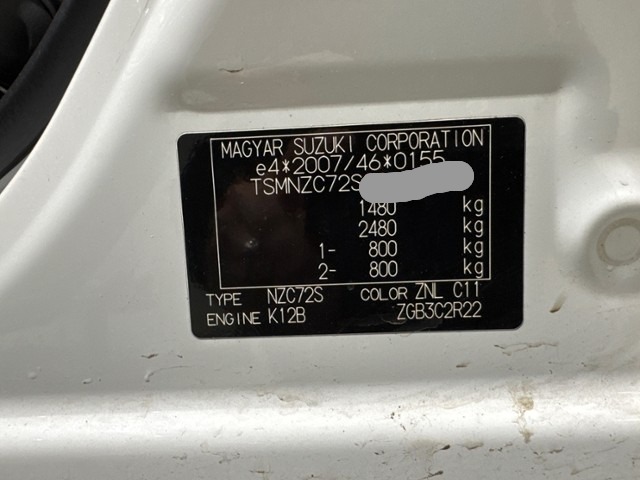 MAGYAR SUZUKI CORPORATION
e4*2007/46*0155
TSMNZC72S
1480 kg
2480 kg
1- 800 kg
2- 800 kg
TYPE NZC72S COLOR ZNL C11
ENGINE K12B ZGB3C2R22